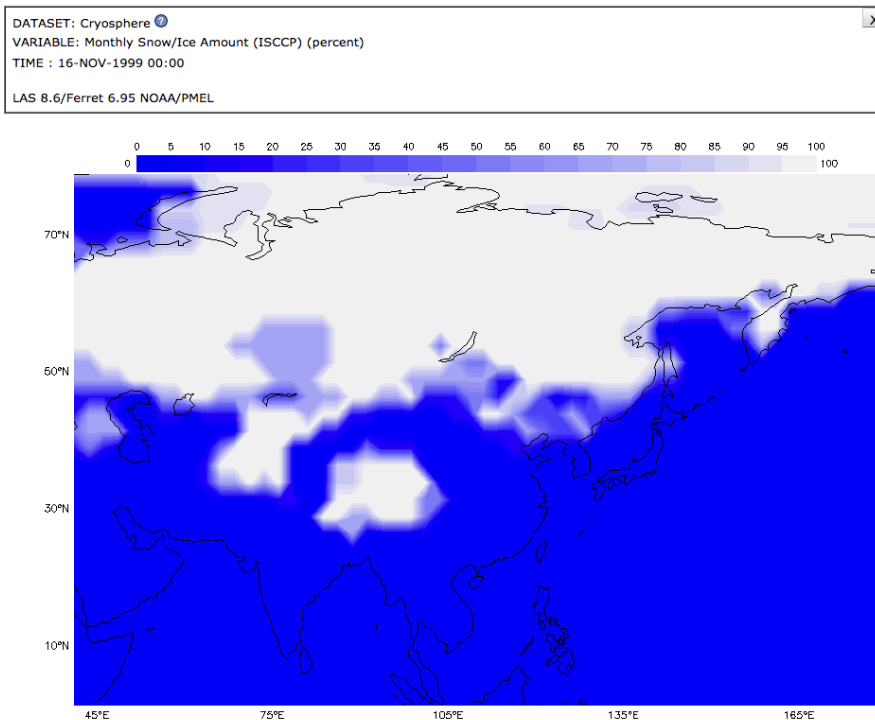 DATASET: Cryosphere ?
X
VARIABLE: Monthly Snow/Ice Amount (ISCCP) (percent)
TIME : 16-NOV-1999 00:00
LAS 8.6/Ferret 6.95 NOAA/PMEL
0 5 10 15 20 25 30 35 40 45 50 55 60 65 70 75 80 85 90 95 100
0 100
70°N
50°N
30°N
10°N
45°E 75°E 105°E 135°E 165°E